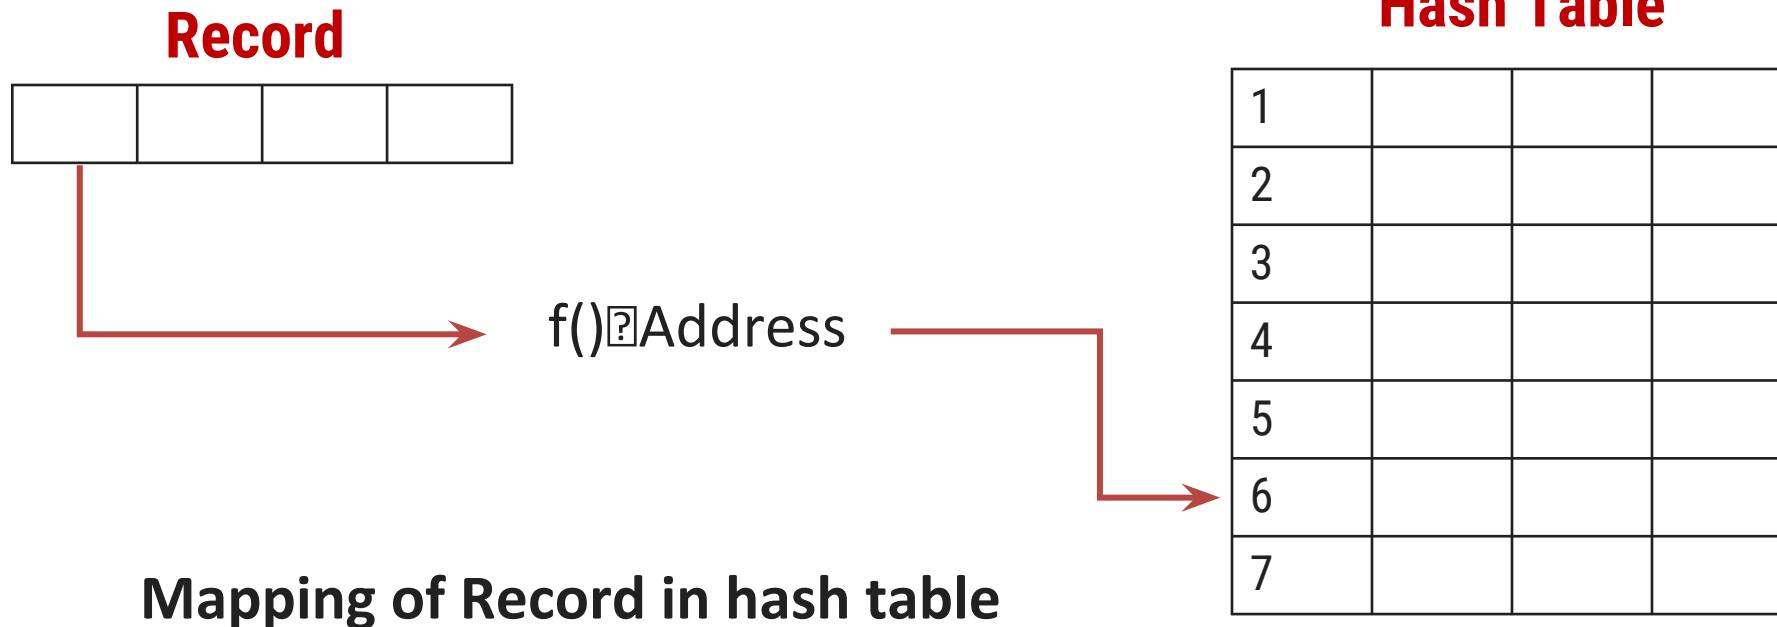 Record
Hash Table
1
2
3
f()Address
4
5
6
7
Mapping of Record in hash table